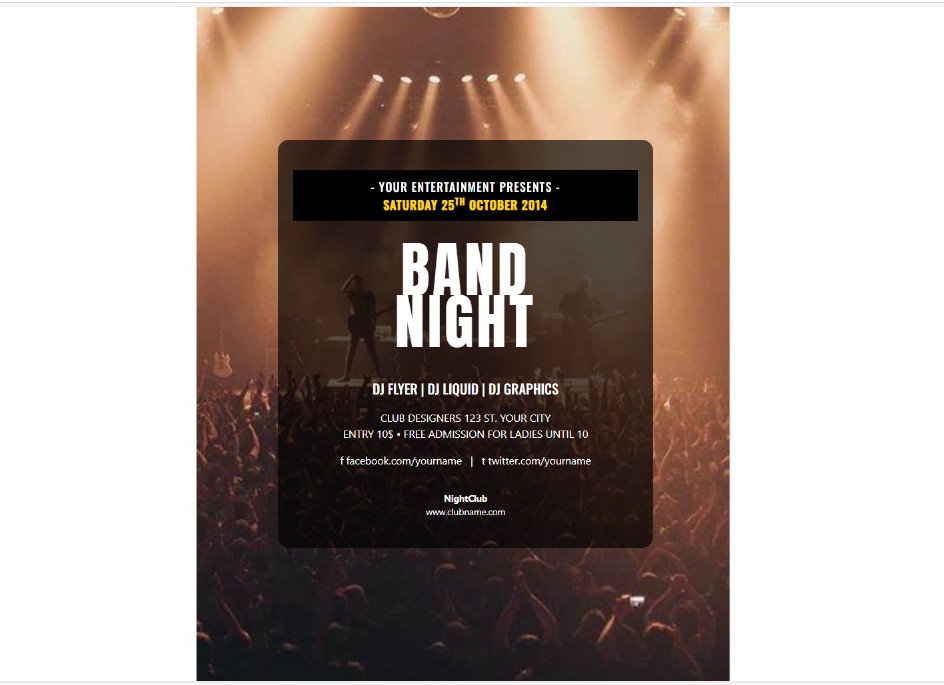 - YOUR ENTERTAINMENT PRESENTS -
SATURDAY 25TH OCTOBER 2014
BAND
NIGHT
DJ FLYER | DJ LIQUID | DJ GRAPHICS
CLUB DESIGNERS 123 ST. YOUR CITY
ENTRY 10$ • FREE ADMISSION FOR LADIES UNTIL 10
f facebook.com/yourname | t twitter.com/yourname
NightClub
www.clubname.com